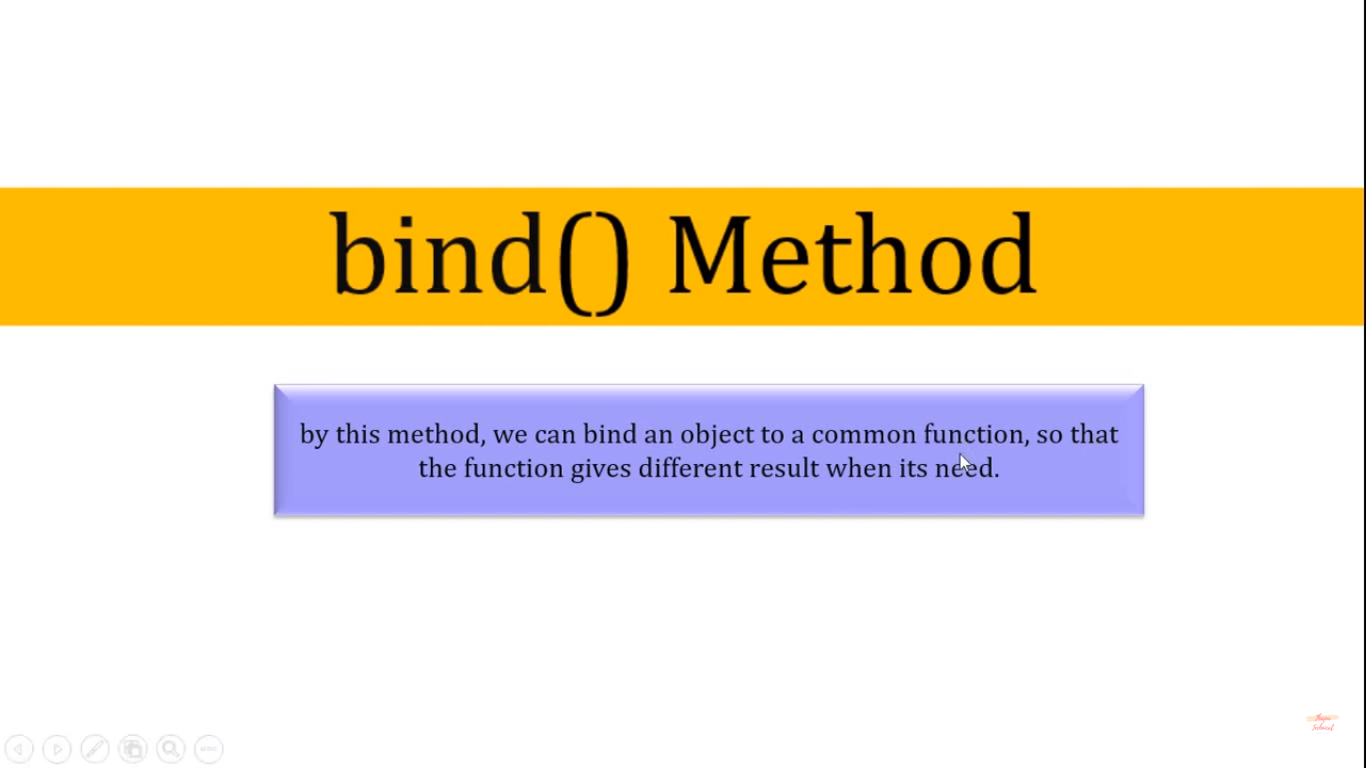 bind() Method
by this method, we can bind an object to a common function, so that
the function gives different result when its need.